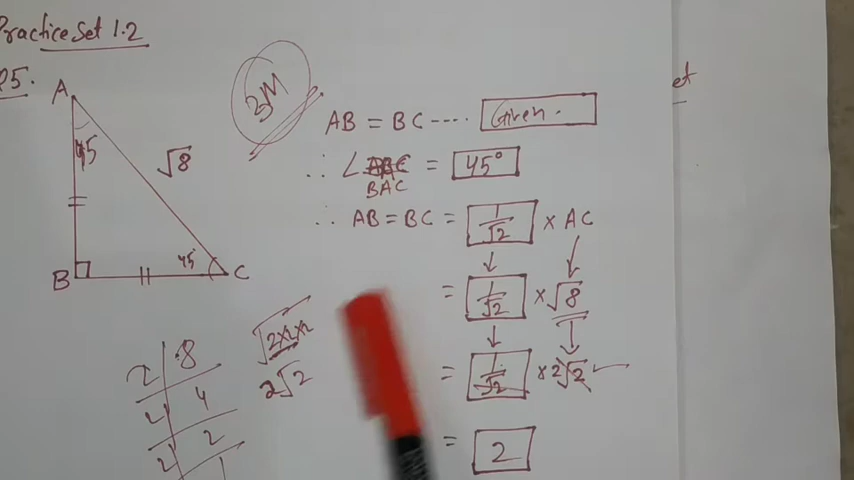 Practice Set 1.2
Q5.
A
45
√8
B
45°
C
3M
AB = BC ---- Given.
∴ ∠ABC = 45°
BAC
∴ AB = BC = 1/√2 × AC
= 1/√2 × √8
= 1/√2 × 2√2
= 2
√2×2×2
2√2
2 8
2 4
2 2
1
et